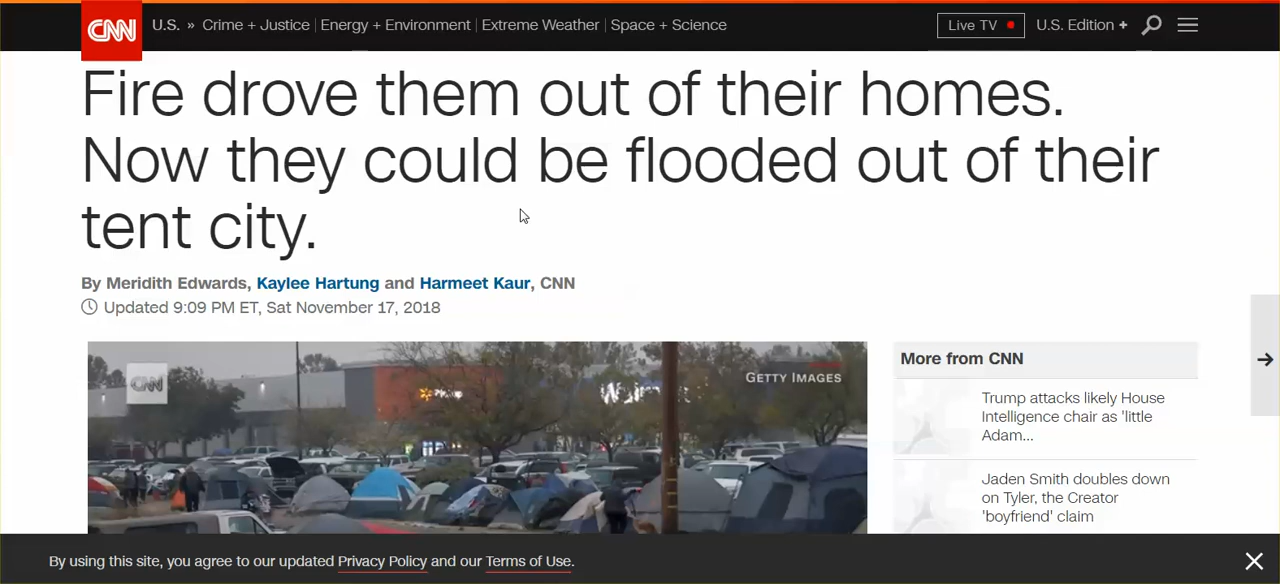 CNN
U.S. » Crime + Justice | Energy + Environment | Extreme Weather | Space + Science
Live TV
U.S. Edition +
Fire drove them out of their homes.
Now they could be flooded out of their
tent city.
By Meridith Edwards, Kaylee Hartung and Harmeet Kaur, CNN
Updated 9:09 PM ET, Sat November 17, 2018
CNN
GETTY IMAGES
More from CNN
Trump attacks likely House
Intelligence chair as 'little
Adam...
Jaden Smith doubles down
on Tyler, the Creator
'boyfriend' claim
By using this site, you agree to our updated Privacy Policy and our Terms of Use.